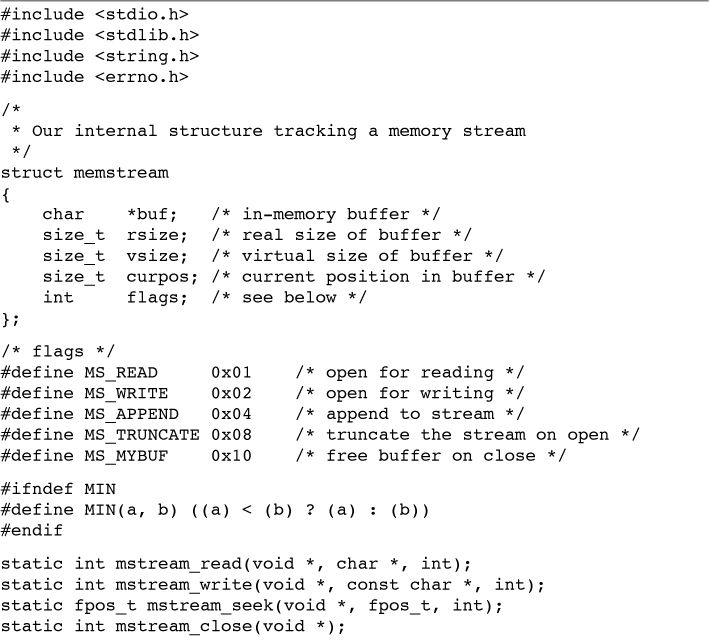 #include <stdio.h>
#include <stdlib.h>
#include <string.h>
#include <errno.h>
/*
 * Our internal structure tracking a memory stream
 */
struct memstream
{
    char    *buf;   /* in-memory buffer */
    size_t  rsize;  /* real size of buffer */
    size_t  vsize;  /* virtual size of buffer */
    size_t  curpos; /* current position in buffer */
    int     flags;  /* see below */
};
/* flags */
#define MS_READ     0x01    /* open for reading */
#define MS_WRITE    0x02    /* open for writing */
#define MS_APPEND   0x04    /* append to stream */
#define MS_TRUNCATE 0x08    /* truncate the stream on open */
#define MS_MYBUF    0x10    /* free buffer on close */
#ifndef MIN
#define MIN(a, b) ((a) < (b) ? (a) : (b))
#endif
static int mstream_read(void *, char *, int);
static int mstream_write(void *, const char *, int);
static fpos_t mstream_seek(void *, fpos_t, int);
static int mstream_close(void *);